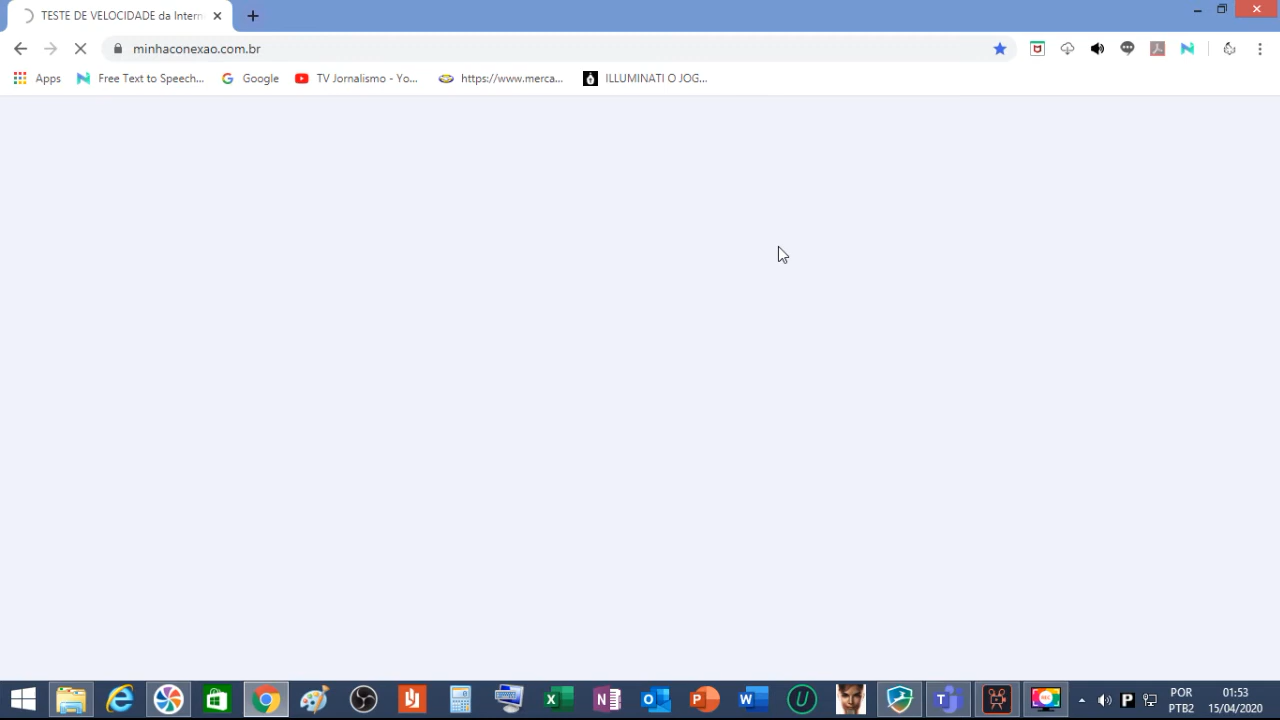 TESTE DE VELOCIDADE da Intern
minhaconexao.com.br
Apps
Free Text to Speech...
Google
TV Jornalismo - Yo...
https://www.merca...
ILLUMINATI O JOG...
POR
PTB2
01:53
15/04/2020